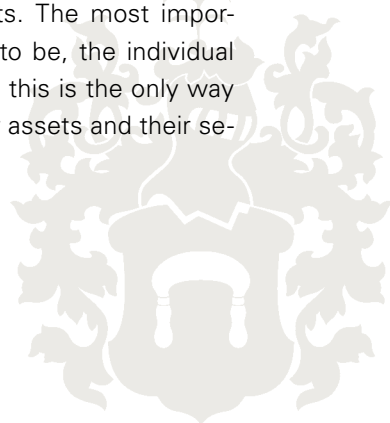 ts. The most impor-
to be, the individual
this is the only way
assets and their se-